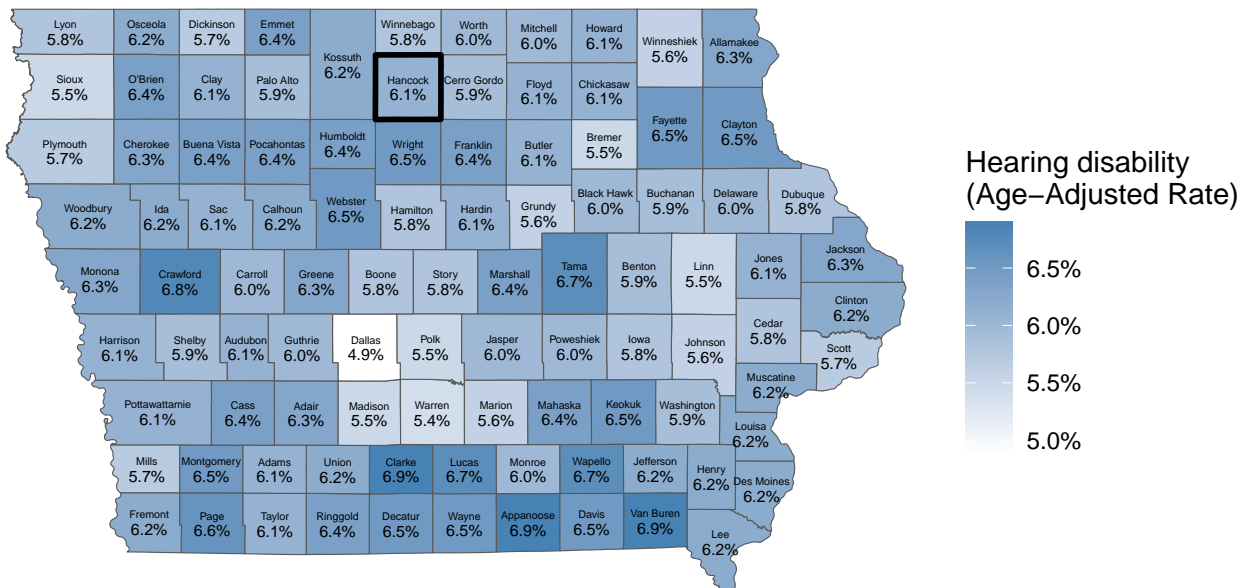 Lyon
5.8%
Osceola
6.2%
Dickinson
5.7%
Emmet
6.4%
Kossuth
6.2%
Winnebago
5.8%
Worth
6.0%
Mitchell
6.0%
Howard
6.1%
Winneshiek
5.6%
Allamakee
6.3%
Sioux
5.5%
O'Brien
6.4%
Clay
6.1%
Palo Alto
5.9%
Hancock
6.1%
Cerro Gordo
5.9%
Floyd
6.1%
Chickasaw
6.1%
Fayette
6.5%
Clayton
6.5%
Plymouth
5.7%
Cherokee
6.3%
Buena Vista
6.4%
Pocahontas
6.4%
Humboldt
6.4%
Wright
6.5%
Franklin
6.4%
Butler
6.1%
Bremer
5.5%
Woodbury
6.2%
Ida
6.2%
Sac
6.1%
Calhoun
6.2%
Webster
6.5%
Hamilton
5.8%
Hardin
6.1%
Grundy
5.6%
Black Hawk
6.0%
Buchanan
5.9%
Delaware
6.0%
Dubuque
5.8%
Monona
6.3%
Crawford
6.8%
Carroll
6.0%
Greene
6.3%
Boone
5.8%
Story
5.8%
Marshall
6.4%
Tama
6.7%
Benton
5.9%
Linn
5.5%
Jones
6.1%
Jackson
6.3%
Clinton
6.2%
Harrison
6.1%
Shelby
5.9%
Audubon
6.1%
Guthrie
6.0%
Dallas
4.9%
Polk
5.5%
Jasper
6.0%
Poweshiek
6.0%
Iowa
5.8%
Johnson
5.6%
Cedar
5.8%
Scott
5.7%
Muscatine
6.2%
Pottawattamie
6.1%
Cass
6.4%
Adair
6.3%
Madison
5.5%
Warren
5.4%
Marion
5.6%
Mahaska
6.4%
Keokuk
6.5%
Washington
5.9%
Louisa
6.2%
Mills
5.7%
Montgomery
6.5%
Adams
6.1%
Union
6.2%
Clarke
6.9%
Lucas
6.7%
Monroe
6.0%
Wapello
6.7%
Jefferson
6.2%
Henry
6.2%
Des Moines
6.2%
Fremont
6.2%
Page
6.6%
Taylor
6.1%
Ringgold
6.4%
Decatur
6.5%
Wayne
6.5%
Appanoose
6.9%
Davis
6.5%
Van Buren
6.9%
Lee
6.2%
Hearing disability
(Age−Adjusted Rate)
6.5%
6.0%
5.5%
5.0%